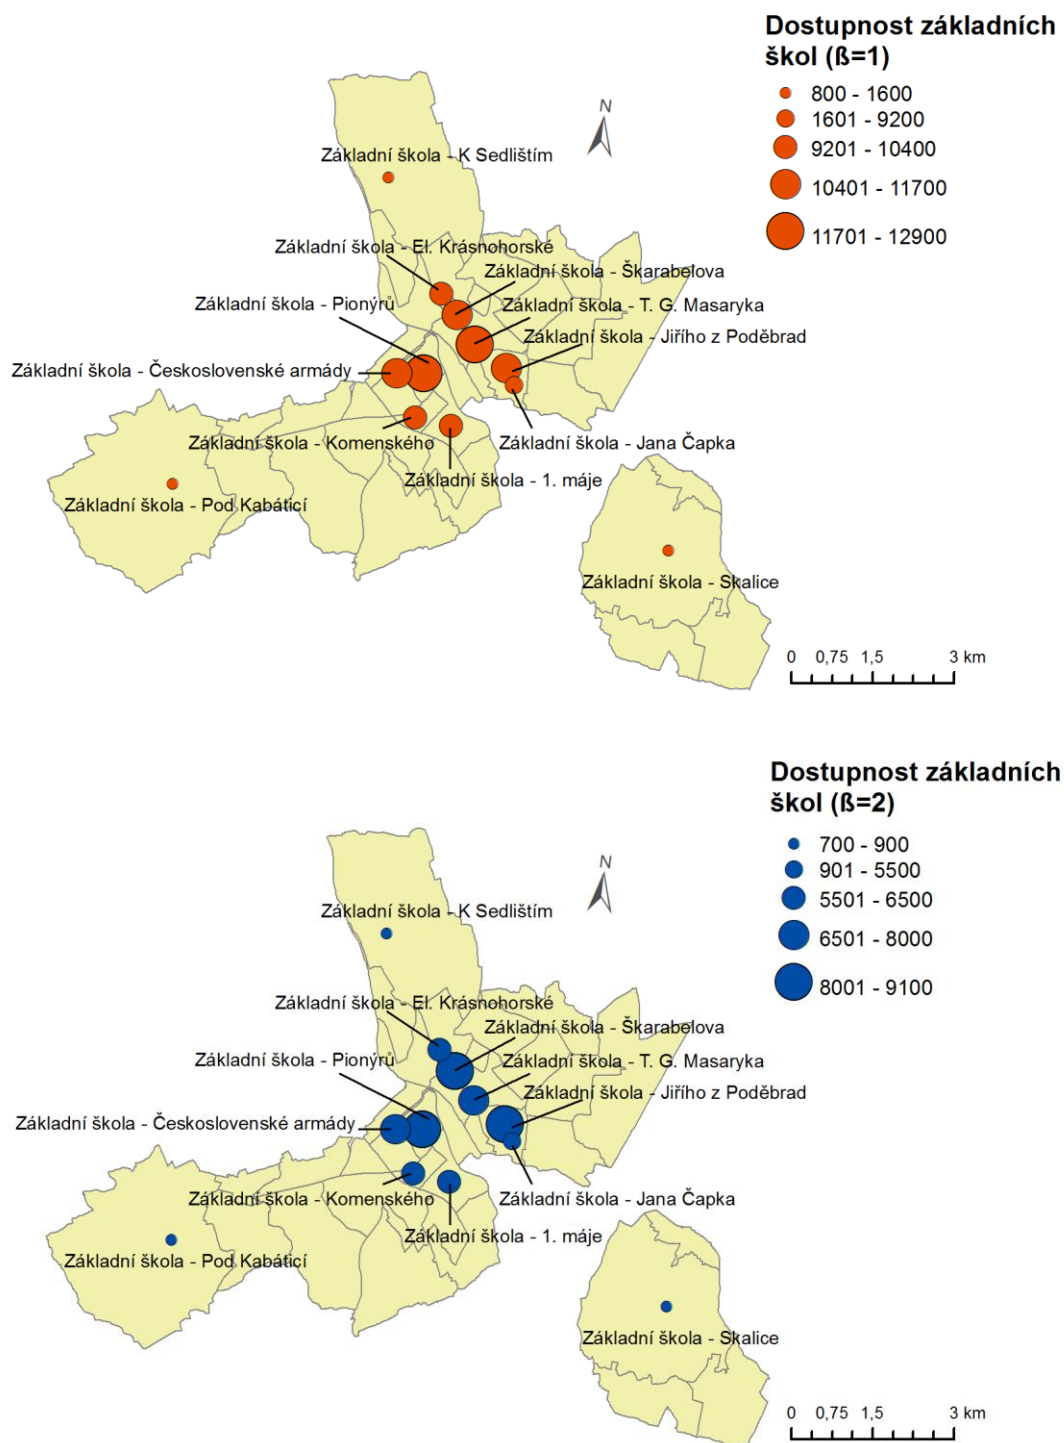 Dostupnost základních
škol (ß=1)
800 - 1600
1601 - 9200
9201 - 10400
10401 - 11700
11701 - 12900
N
Základní škola - K Sedlištím
Základní škola - El. Krásnohorské
Základní škola - Škarabelova
Základní škola - Pionýrů
Základní škola - T. G. Masaryka
Základní škola - Jiřího z Poděbrad
Základní škola - Československé armády
Základní škola - Komenského
Základní škola - Jana Čapka
Základní škola - 1. máje
Základní škola - Pod Kabáticí
Základní škola - Skalice
0 0,75 1,5 3 km
Dostupnost základních
škol (ß=2)
700 - 900
901 - 5500
5501 - 6500
6501 - 8000
8001 - 9100
N
Základní škola - K Sedlištím
Základní škola - El. Krásnohorské
Základní škola - Škarabelova
Základní škola - Pionýrů
Základní škola - T. G. Masaryka
Základní škola - Jiřího z Poděbrad
Základní škola - Československé armády
Základní škola - Komenského
Základní škola - Jana Čapka
Základní škola - 1. máje
Základní škola - Pod Kabáticí
Základní škola - Skalice
0 0,75 1,5 3 km